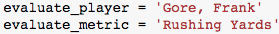 evaluate_player = 'Gore, Frank'
evaluate_metric = 'Rushing Yards'